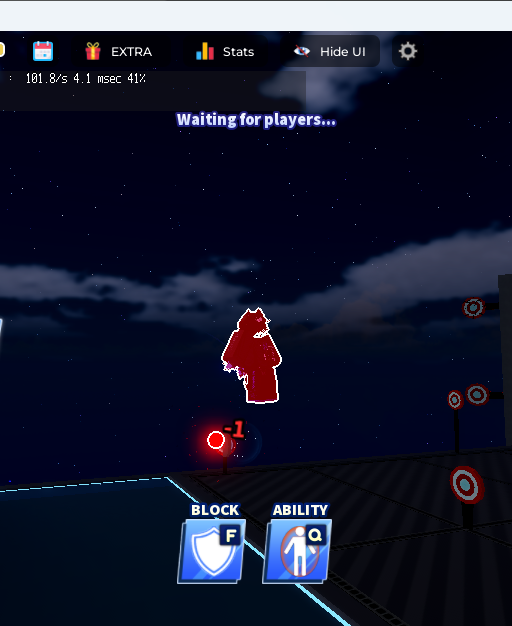 EXTRA Stats Hide UI
: 101.8/s 4.1 msec 41%
Waiting for players...
-1
BLOCK ABILITY
F Q